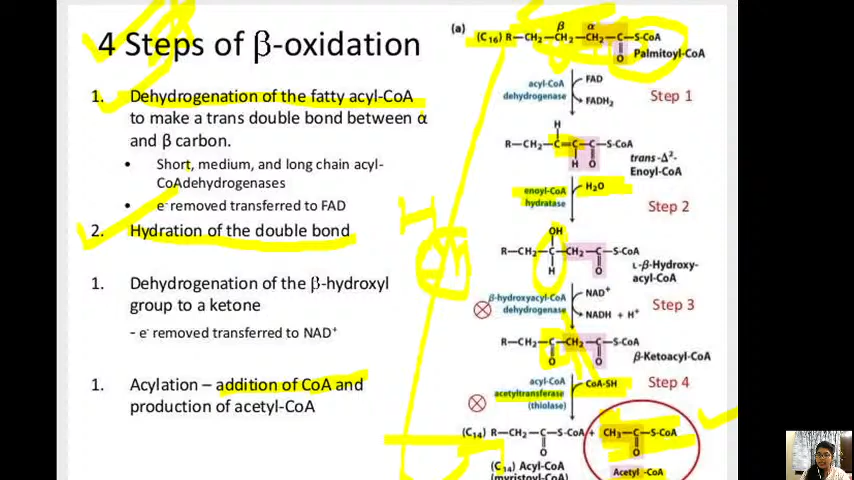 4 Steps of β-oxidation
1. Dehydrogenation of the fatty acyl-CoA
to make a trans double bond between α
and β carbon.
• Short, medium, and long chain acyl-
CoAdehydrogenases
• e⁻ removed transferred to FAD
2. Hydration of the double bond
1. Dehydrogenation of the β-hydroxyl
group to a ketone
- e⁻ removed transferred to NAD⁺
1. Acylation – addition of CoA and
production of acetyl-CoA
(a)
β α
(C₁₆) R—CH₂—CH₂—CH₂—C—S-CoA
O
Palmitoyl-CoA
acyl-CoA
dehydrogenase
FAD
FADH₂
Step 1
H
R—CH₂—C=C—C—S-CoA
H O
trans-Δ²-
Enoyl-CoA
enoyl-CoA
hydratase
H₂O
Step 2
OH
R—CH₂—C—CH₂—C—S-CoA
H O
L-β-Hydroxy-
acyl-CoA
β-hydroxyacyl-CoA
dehydrogenase
NAD⁺
NADH + H⁺
Step 3
R—CH₂—C—CH₂—C—S-CoA
O O
β-Ketoacyl-CoA
acyl-CoA
acetyltransferase
(thiolase)
CoA-SH
Step 4
(C₁₄) R—CH₂—C—S-CoA + CH₃—C—S-CoA
O O
(C₁₄) Acyl-CoA
(myristoyl-CoA)
Acetyl -CoA